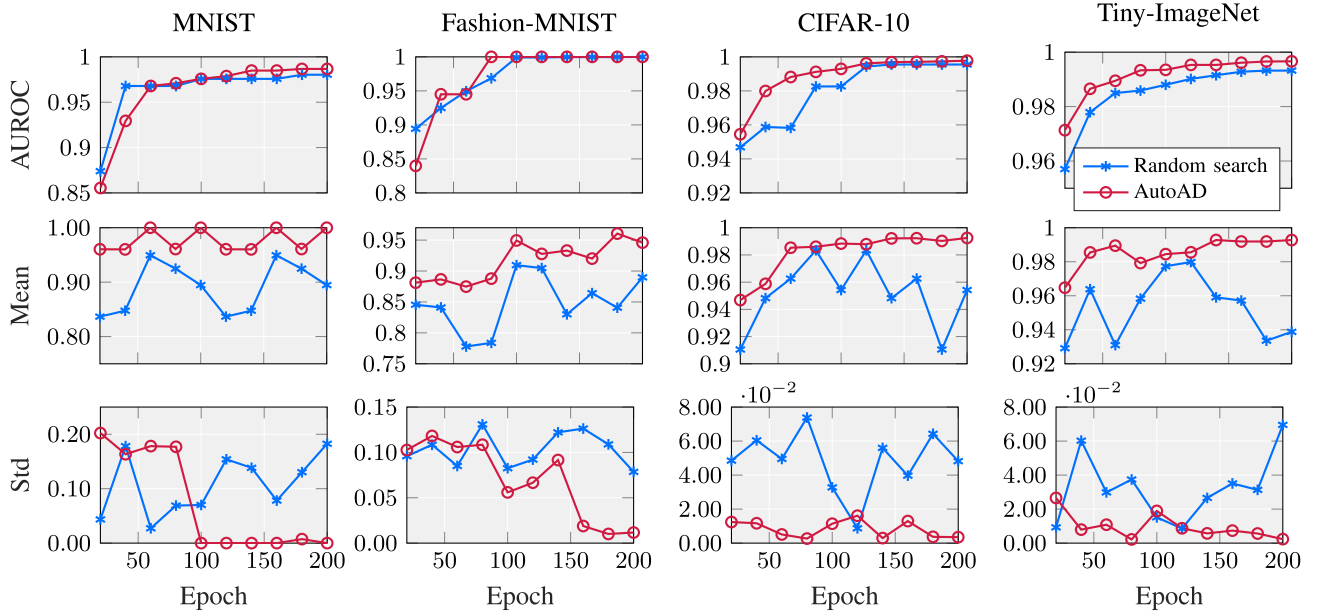 MNIST Fashion-MNIST CIFAR-10 Tiny-ImageNet
AUROC
1 0.95 0.9 0.85
1 0.95 0.9 0.85 0.8
1 0.98 0.96 0.94 0.92
1 0.98 0.96
Random search
AutoAD
Mean
1.00 0.90 0.80
0.95 0.9 0.85 0.8 0.75
1 0.98 0.96 0.94 0.92 0.9
1 0.98 0.96 0.94 0.92
Std
0.20 0.10 0.00
0.15 0.10 0.05 0.00
·10⁻²
8.00 6.00 4.00 2.00 0.00
·10⁻²
8.00 6.00 4.00 2.00 0.00
50 100 150 200
50 100 150 200
50 100 150 200
50 100 150 200
Epoch Epoch Epoch Epoch